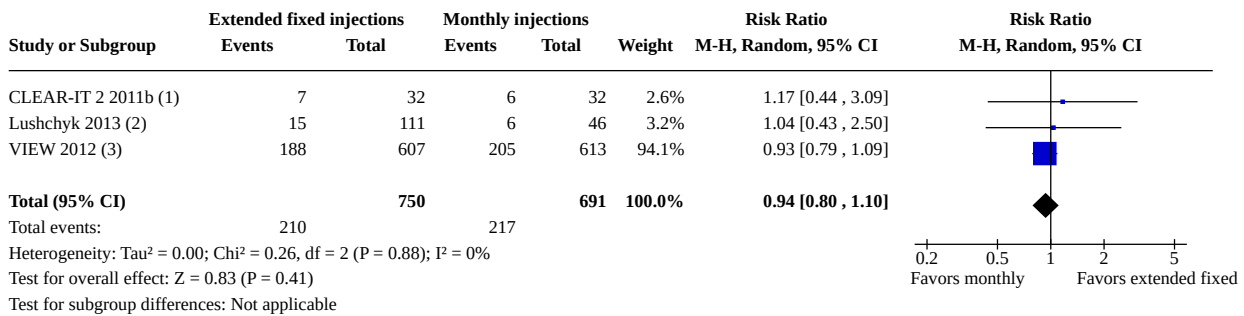 Extended fixed injections Monthly injections Risk Ratio Risk Ratio
Study or Subgroup Events Total Events Total Weight M-H, Random, 95% CI M-H, Random, 95% CI
CLEAR-IT 2 2011b (1) 7 32 6 32 2.6% 1.17 [0.44 , 3.09]
Lushchyk 2013 (2) 15 111 6 46 3.2% 1.04 [0.43 , 2.50]
VIEW 2012 (3) 188 607 205 613 94.1% 0.93 [0.79 , 1.09]
Total (95% CI) 750 691 100.0% 0.94 [0.80 , 1.10]
Total events: 210 217
Heterogeneity: Tau² = 0.00; Chi² = 0.26, df = 2 (P = 0.88); I² = 0%
0.2 0.5 1 2 5
Test for overall effect: Z = 0.83 (P = 0.41) Favors monthly Favors extended fixed
Test for subgroup differences: Not applicable